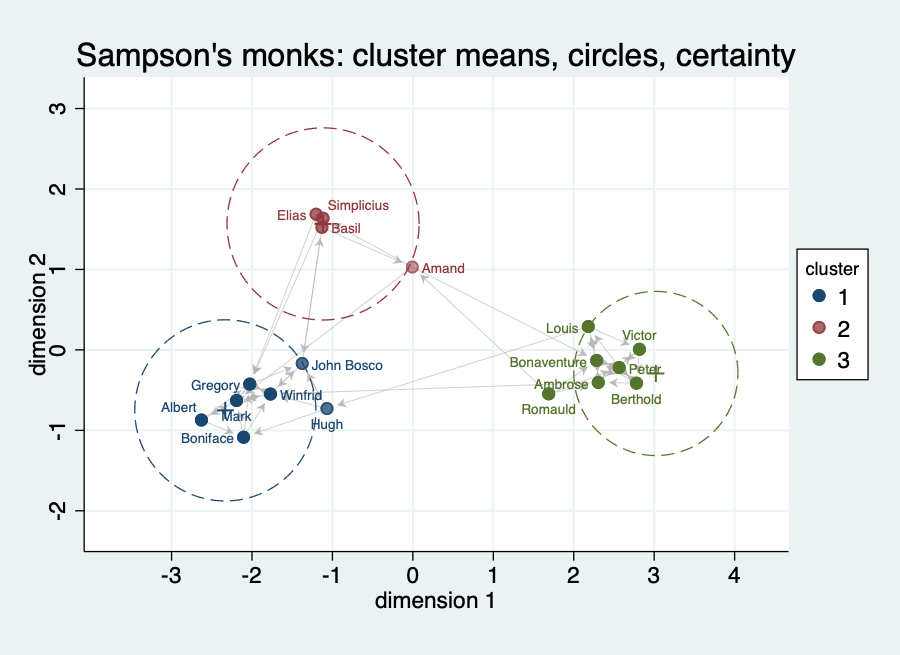 Sampson's monks: cluster means, circles, certainty
3
2
1
0
-1
-2
dimension 2
Simplicius
Elias
Basil
Amand
Louis
Victor
John Bosco
Bonaventure
Peter
Gregory
Ambrose
Winfrid
Berthold
Albert
Mark
Romauld
Hugh
Boniface
-3
-2
-1
0
1
2
3
4
dimension 1
cluster
1
2
3